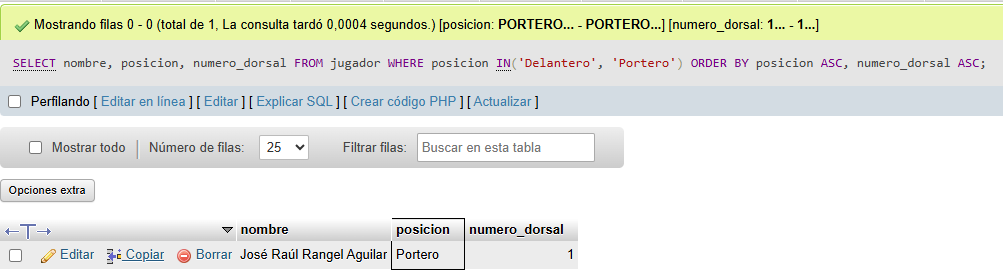 Mostrando filas 0 - 0 (total de 1, La consulta tardó 0,0004 segundos.) [posicion: PORTERO... - PORTERO...] [numero_dorsal: 1... - 1...]
SELECT nombre, posicion, numero_dorsal FROM jugador WHERE posicion IN('Delantero', 'Portero') ORDER BY posicion ASC, numero_dorsal ASC;
Perfilando [ Editar en línea ] [ Editar ] [ Explicar SQL ] [ Crear código PHP ] [ Actualizar ]
Mostrar todo Número de filas: 25 Filtrar filas: Buscar en esta tabla
Opciones extra
nombre posicion numero_dorsal
Editar Copiar Borrar José Raúl Rangel Aguilar Portero 1